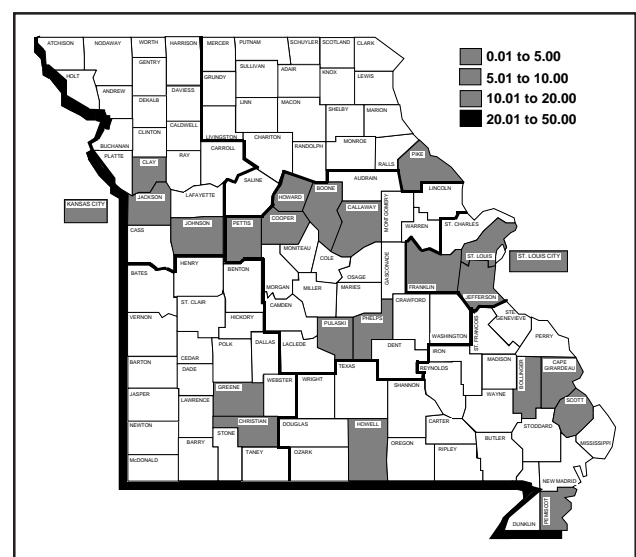 0.01 to 5.00
5.01 to 10.00
10.01 to 20.00
20.01 to 50.00
ATCHISON
NODAWAY
WORTH
HARRISON
MERCER
PUTNAM
SCHUYLER
SCOTLAND
CLARK
GENTRY
SULLIVAN
ADAIR
KNOX
LEWIS
HOLT
ANDREW
DEKALB
DAVIESS
GRUNDY
LINN
MACON
SHELBY
MARION
BUCHANAN
CLINTON
CALDWELL
LIVINGSTON
CHARITON
RANDOLPH
MONROE
RALLS
PIKE
PLATTE
CLAY
RAY
CARROLL
SALINE
HOWARD
BOONE
AUDRAIN
LINCOLN
KANSAS CITY
JACKSON
LAFAYETTE
COOPER
CALLAWAY
MONTGOMERY
WARREN
ST. CHARLES
CASS
JOHNSON
PETTIS
MONITEAU
COLE
OSAGE
GASCONADE
FRANKLIN
ST. LOUIS
ST. LOUIS CITY
JEFFERSON
BATES
HENRY
BENTON
MORGAN
MILLER
MARIES
CRAWFORD
WASHINGTON
ST. FRANCOIS
STE.
GENEVIEVE
PERRY
ST. CLAIR
CAMDEN
PULASKI
PHELPS
VERNON
HICKORY
CEDAR
POLK
DALLAS
LACLEDE
DENT
IRON
REYNOLDS
MADISON
BOLLINGER
CAPE
GIRARDEAU
BARTON
DADE
GREENE
WEBSTER
WRIGHT
TEXAS
SHANNON
WAYNE
SCOTT
JASPER
LAWRENCE
CHRISTIAN
DOUGLAS
HOWELL
CARTER
STODDARD
MISSISSIPPI
NEWTON
BARRY
STONE
TANEY
OZARK
OREGON
RIPLEY
BUTLER
McDONALD
NEW MADRID
DUNKLIN
PEMISCOT